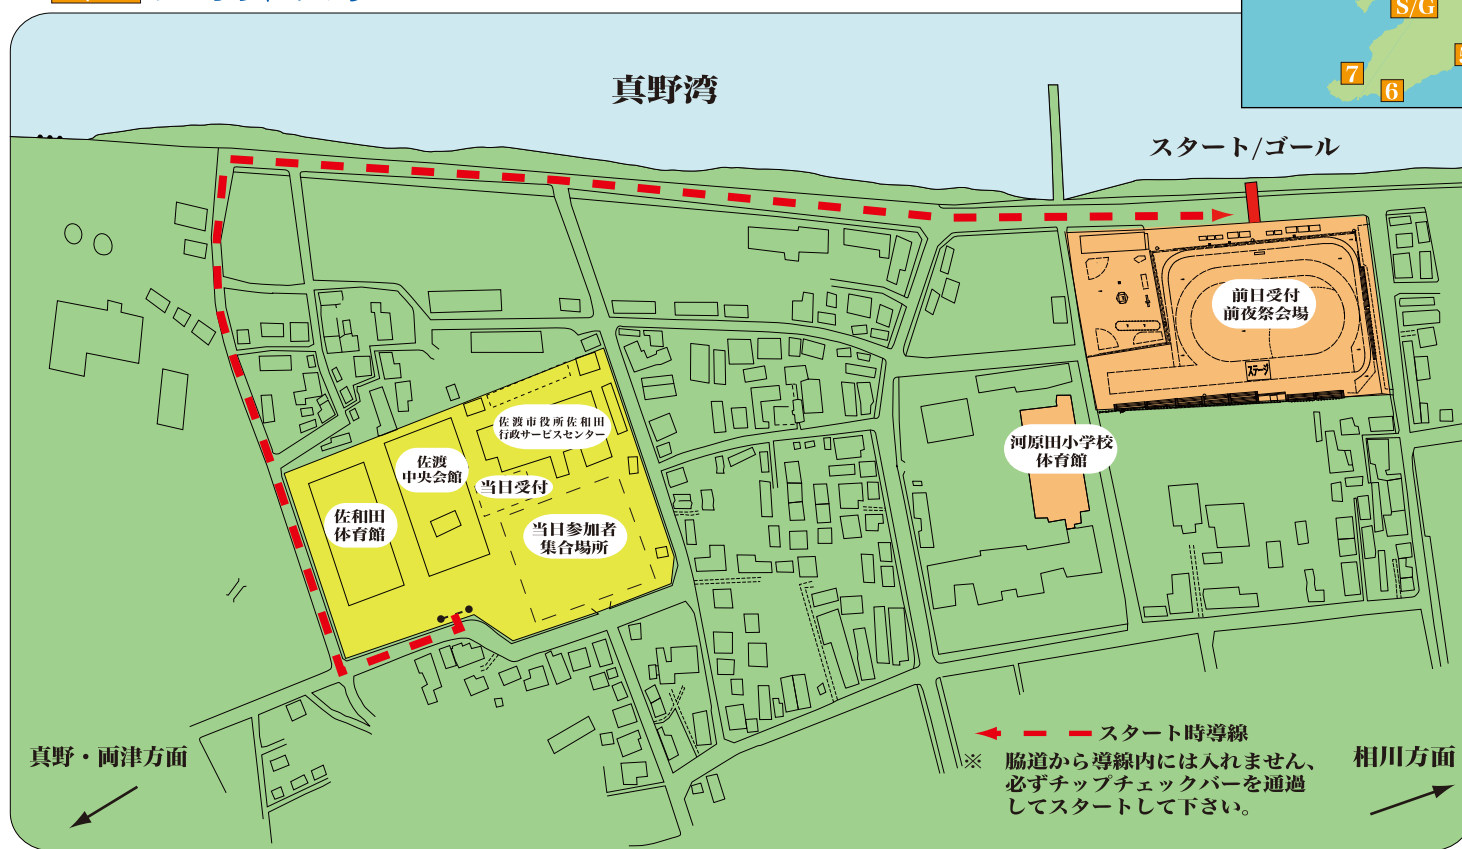 S/G
7
6
真野湾
スタート/ゴール
前日受付
前夜祭会場
ステージ
佐渡市役所佐和田
行政サービスセンター
佐渡
中央会館
当日受付
佐和田
体育館
当日参加者
集合場所
河原田小学校
体育館
スタート時導線
※ 脇道から導線内には入れません、
必ずチップチェックバーを通過
してスタートして下さい。
真野・両津方面
相川方面